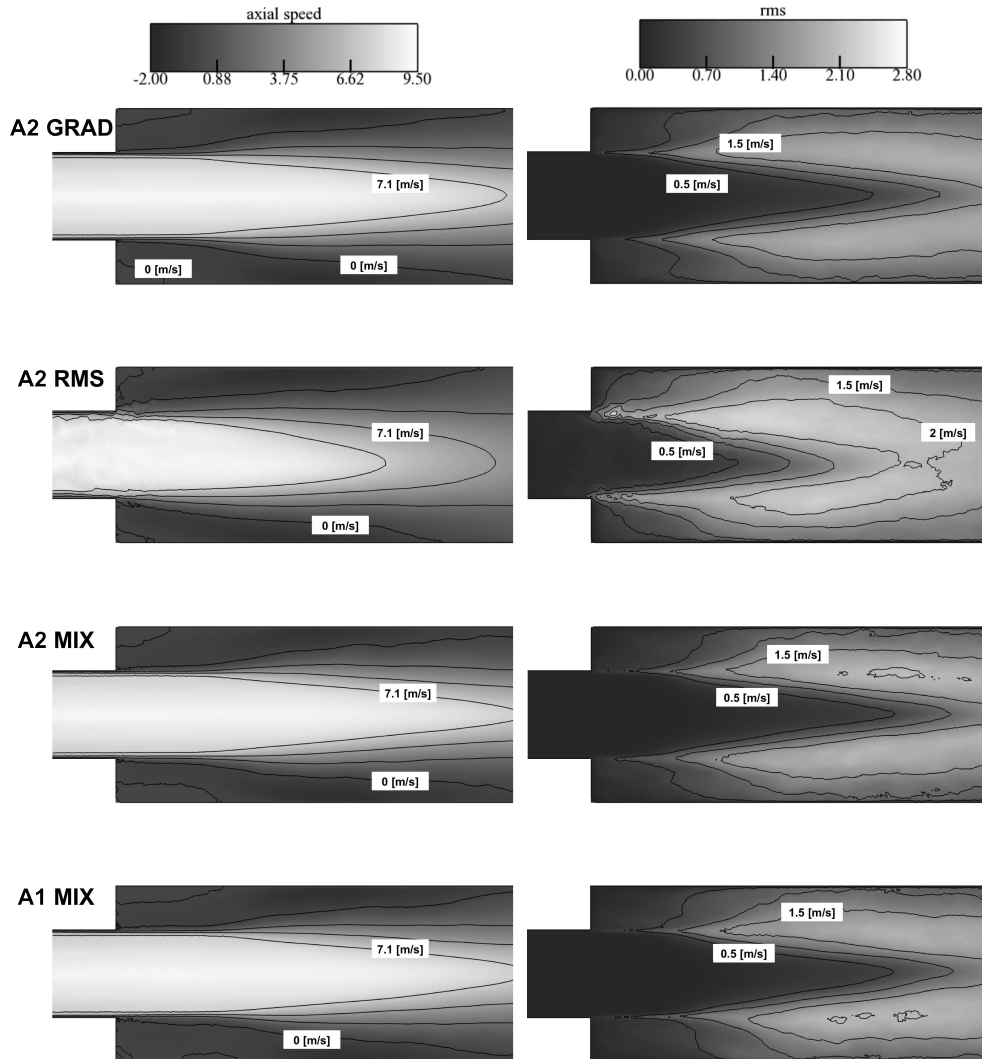 axial speed
-2.00 0.88 3.75 6.62 9.50
rms
0.00 0.70 1.40 2.10 2.80
A2 GRAD
7.1 [m/s]
0 [m/s]
0 [m/s]
1.5 [m/s]
0.5 [m/s]
A2 RMS
7.1 [m/s]
0 [m/s]
1.5 [m/s]
2 [m/s]
0.5 [m/s]
A2 MIX
7.1 [m/s]
0 [m/s]
1.5 [m/s]
0.5 [m/s]
A1 MIX
7.1 [m/s]
0 [m/s]
1.5 [m/s]
0.5 [m/s]